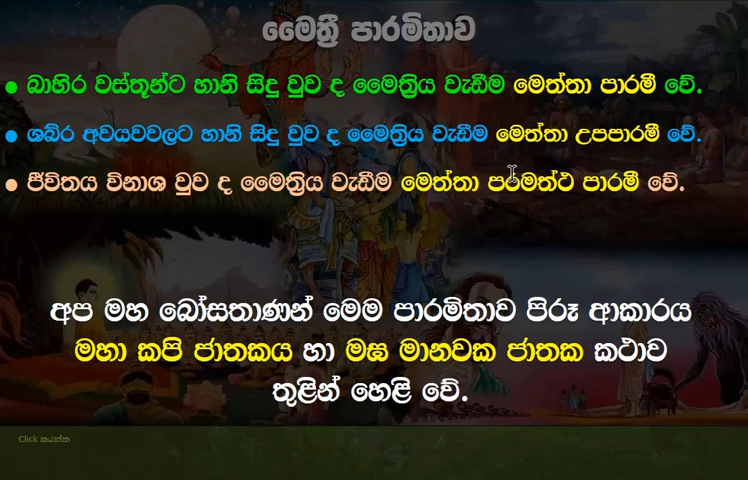 මෛත්‍රී පාරමිතාව
• බාහිර වස්තූන්ට හානි සිදු වුව ද මෛත්‍රිය වැඩීම මෙත්තා පාරමී වේ.
• ශරීර අවයවවලට හානි සිදු වුව ද මෛත්‍රිය වැඩීම මෙත්තා උපපාරමී වේ.
• ජීවිතය විනාශ වුව ද මෛත්‍රිය වැඩීම මෙත්තා පරමත්ථ පාරමී වේ.
අප මහ බෝසතාණන් මෙම පාරමිතාව පිරූ ආකාරය
මහා කපි ජාතකය හා මඝ මානවක ජාතක කථාව
තුළින් හෙළි වේ.
Click කරන්න